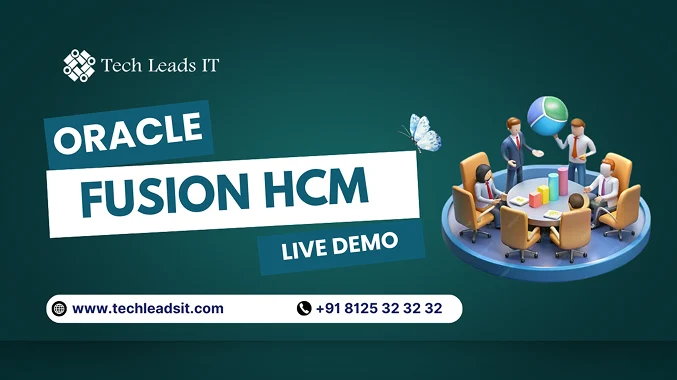 Tech Leads IT
ORACLE
FUSION HCM
LIVE DEMO
www.techleadsit.com
+91 8125 32 32 32